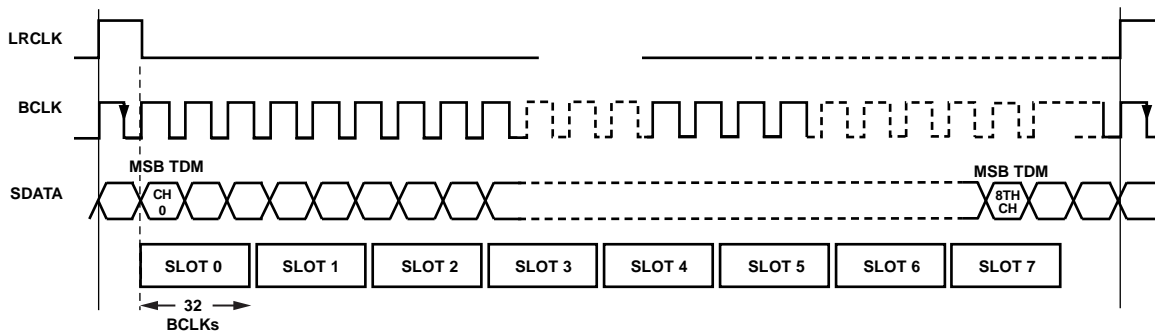 LRCLK
BCLK
MSB TDM
MSB TDM
SDATA
CH
0
8TH
CH
SLOT 0
SLOT 1
SLOT 2
SLOT 3
SLOT 4
SLOT 5
SLOT 6
SLOT 7
32
BCLKs